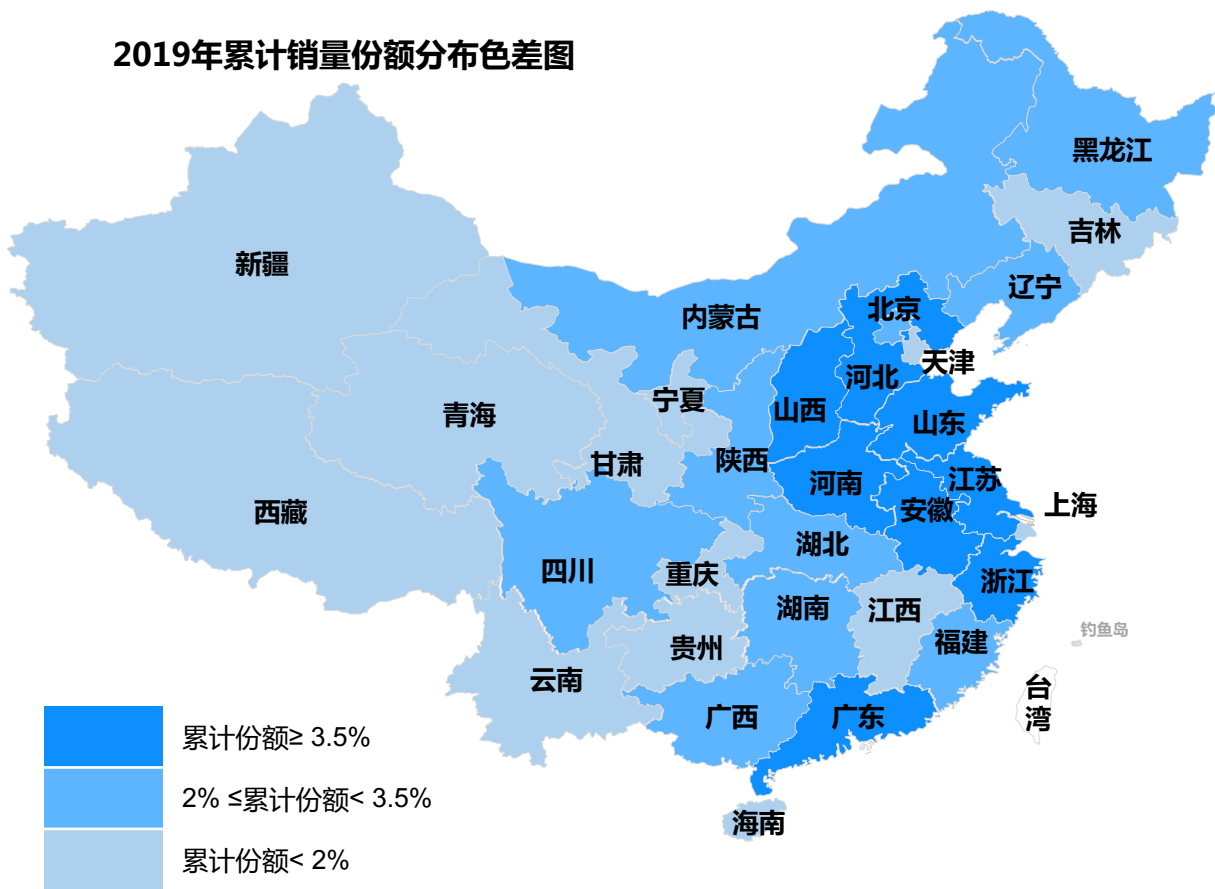 2019年累计销量份额分布色差图
黑龙江
吉林
新疆
辽宁
北京
内蒙古
天津
河北
宁夏
山西
青海
山东
甘肃
陕西
江苏
河南
上海
安徽
西藏
湖北
四川
重庆
浙江
湖南
江西
钓鱼岛
福建
贵州
云南
台
湾
广西
广东
累计份额≥ 3.5%
2% ≤累计份额< 3.5%
海南
累计份额< 2%